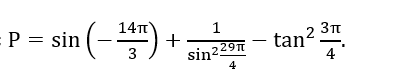 P = sin(−14π/3) + 1/sin²(29π/4) − tan² 3π/4.